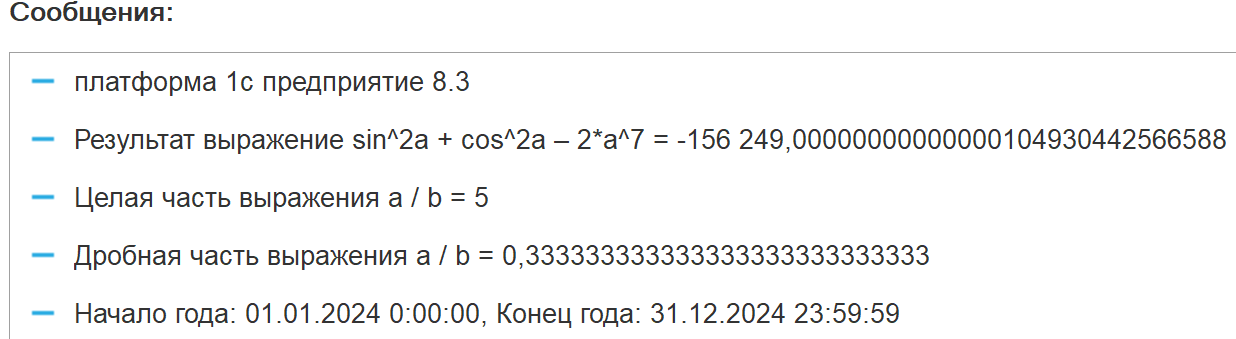 Сообщения:
платформа 1с предприятие 8.3
Результат выражение sin^2a + cos^2a – 2*a^7 = -156 249,000000000000000104930442566588
Целая часть выражения a / b = 5
Дробная часть выражения a / b = 0,333333333333333333333333333
Начало года: 01.01.2024 0:00:00, Конец года: 31.12.2024 23:59:59